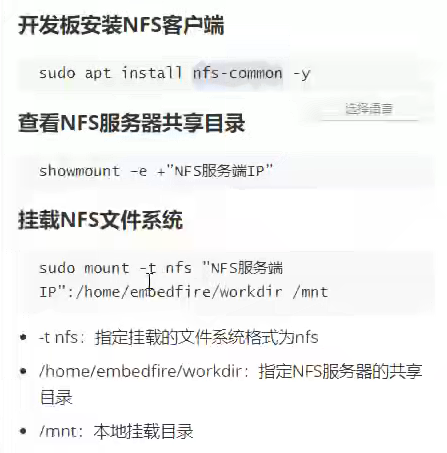 开发板安装NFS客户端
sudo apt install nfs-common -y
选择语言
查看NFS服务器共享目录
showmount -e +"NFS服务端IP"
挂载NFS文件系统
sudo mount -t nfs "NFS服务端
IP":/home/embedfire/workdir /mnt
• -t nfs：指定挂载的文件系统格式为nfs
• /home/embedfire/workdir：指定NFS服务器的共享
目录
• /mnt：本地挂载目录